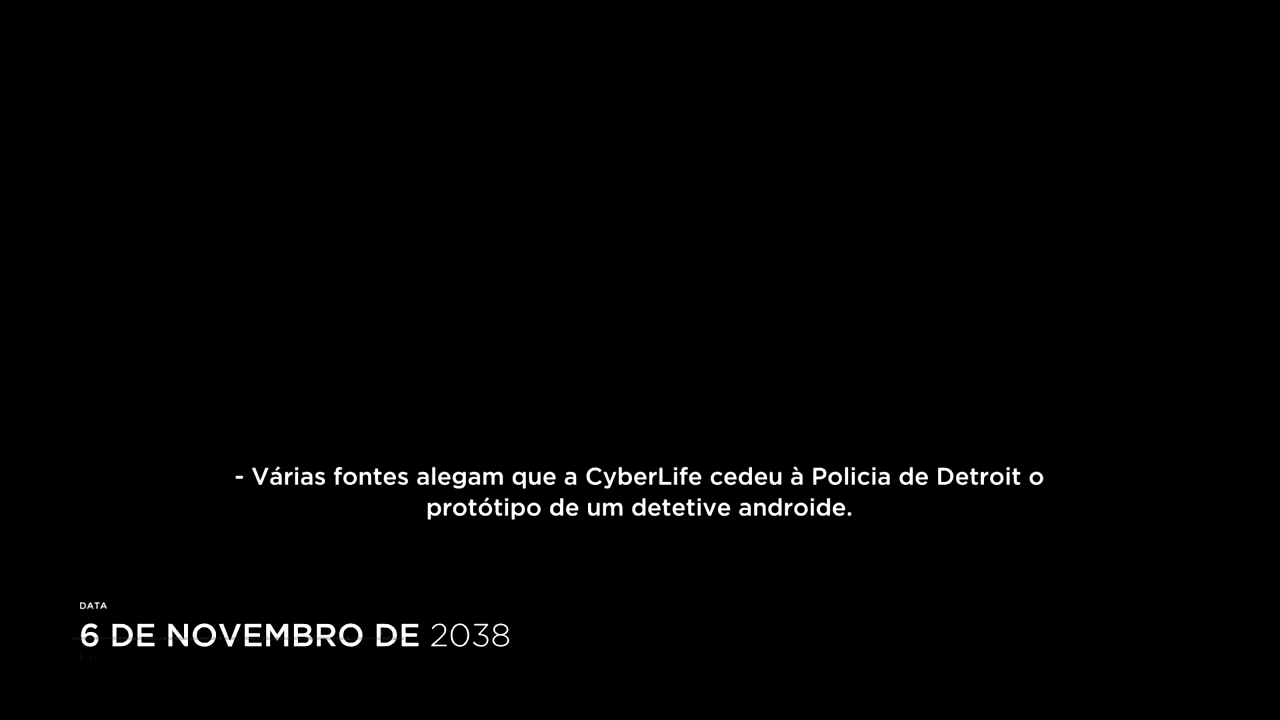 - Várias fontes alegam que a CyberLife cedeu à Policia de Detroit o
protótipo de um detetive androide.
DATA
6 DE NOVEMBRO DE 2038